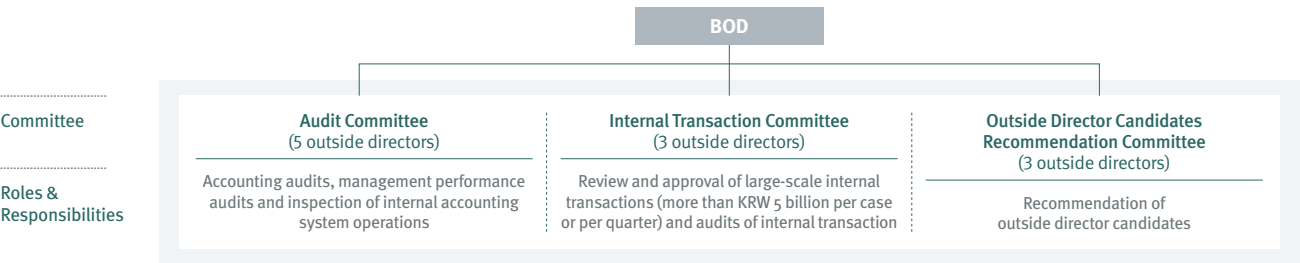 BOD
Committee
Audit Committee
(5 outside directors)
Internal Transaction Committee
(3 outside directors)
Outside Director Candidates
Recommendation Committee
(3 outside directors)
Roles &
Responsibilities
Accounting audits, management performance
audits and inspection of internal accounting
system operations
Review and approval of large-scale internal
transactions (more than KRW 5 billion per case
or per quarter) and audits of internal transaction
Recommendation of
outside director candidates